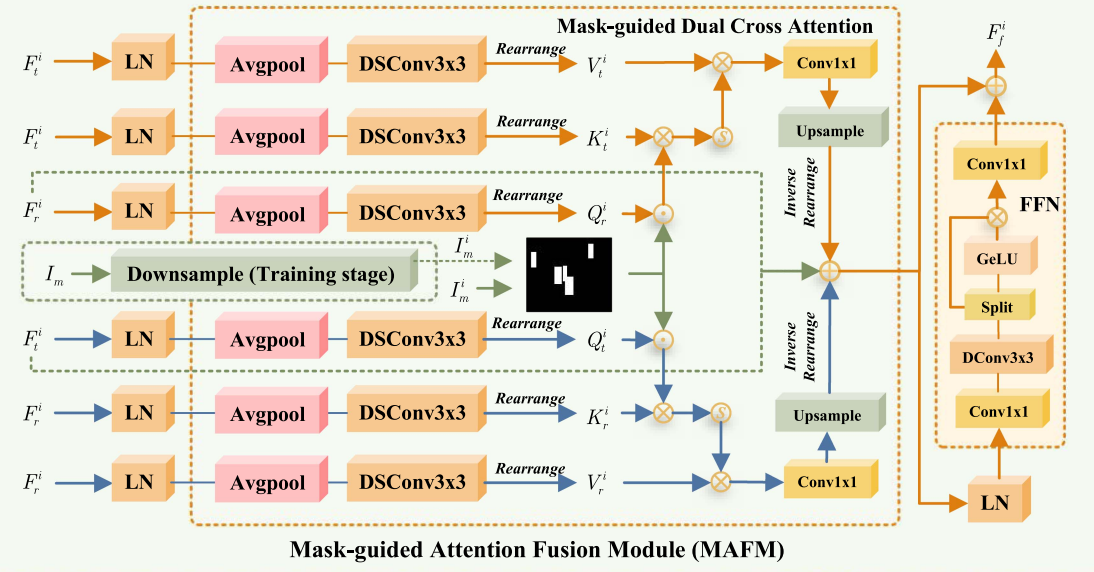 Mask-guided Dual Cross Attention
F_t^i LN Avgpool DSConv3x3 Rearrange V_t^i
Conv1x1
F_t^i LN Avgpool DSConv3x3 Rearrange K_t^i S
Upsample
Inverse
Rearrange
F_r^i LN Avgpool DSConv3x3 Rearrange Q_r^i
I_m Downsample (Training stage) I_m^i
I_m^i
F_t^i LN Avgpool DSConv3x3 Rearrange Q_t^i
Inverse
Rearrange
F_r^i LN Avgpool DSConv3x3 Rearrange K_r^i S
Upsample
F_r^i LN Avgpool DSConv3x3 Rearrange V_r^i
Conv1x1
F_f^i
Conv1x1
FFN
GeLU
Split
DConv3x3
Conv1x1
LN
Mask-guided Attention Fusion Module (MAFM)